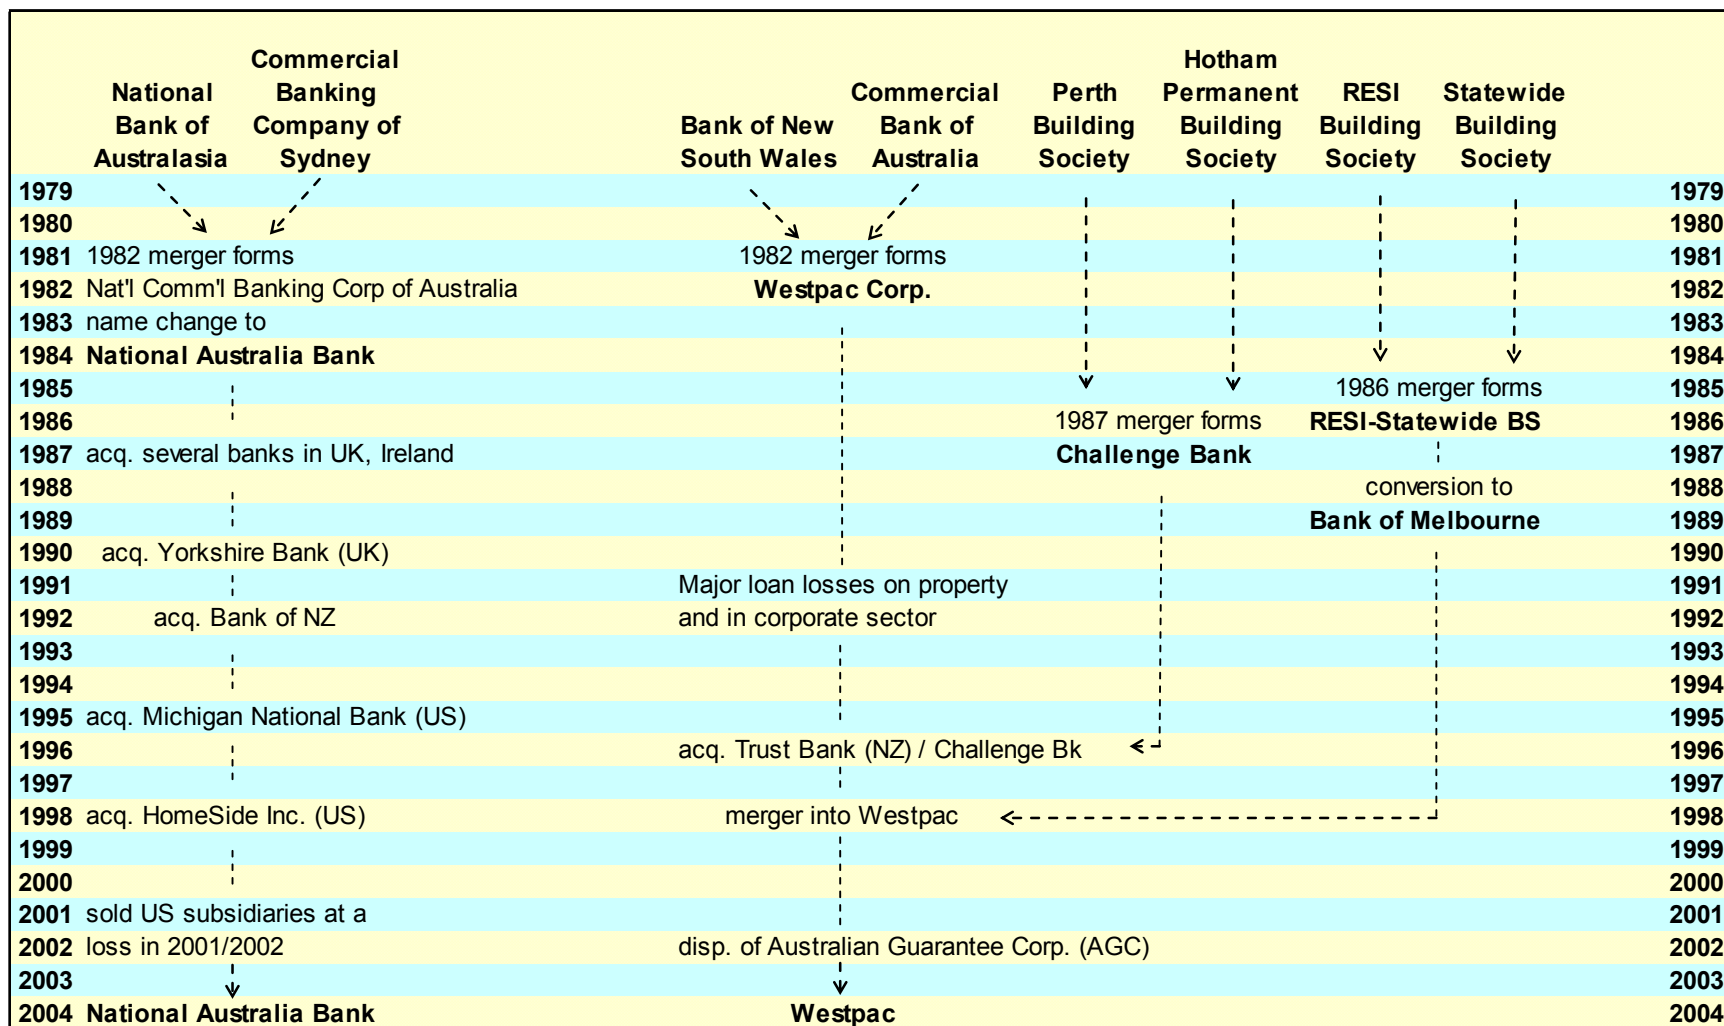 Commercial Hotham
National Banking Commercial Perth Permanent RESI Statewide
Bank of Company of Bank of New Bank of Building Building Building Building
Australasia Sydney South Wales Australia Society Society Society Society
1979 1979
1980 1980
1981 1982 merger forms 1982 merger forms 1981
1982 Nat'l Comm'l Banking Corp of Australia Westpac Corp. 1982
1983 name change to 1983
1984 National Australia Bank 1984
1985 1986 merger forms 1985
1986 1987 merger forms RESI-Statewide BS 1986
1987 acq. several banks in UK, Ireland Challenge Bank 1987
1988 conversion to 1988
1989 Bank of Melbourne 1989
1990 acq. Yorkshire Bank (UK) 1990
1991 Major loan losses on property 1991
1992 acq. Bank of NZ and in corporate sector 1992
1993 1993
1994 1994
1995 acq. Michigan National Bank (US) 1995
1996 acq. Trust Bank (NZ) / Challenge Bk 1996
1997 1997
1998 acq. HomeSide Inc. (US) merger into Westpac 1998
1999 1999
2000 2000
2001 sold US subsidiaries at a 2001
2002 loss in 2001/2002 disp. of Australian Guarantee Corp. (AGC) 2002
2003 2003
2004 National Australia Bank Westpac 2004